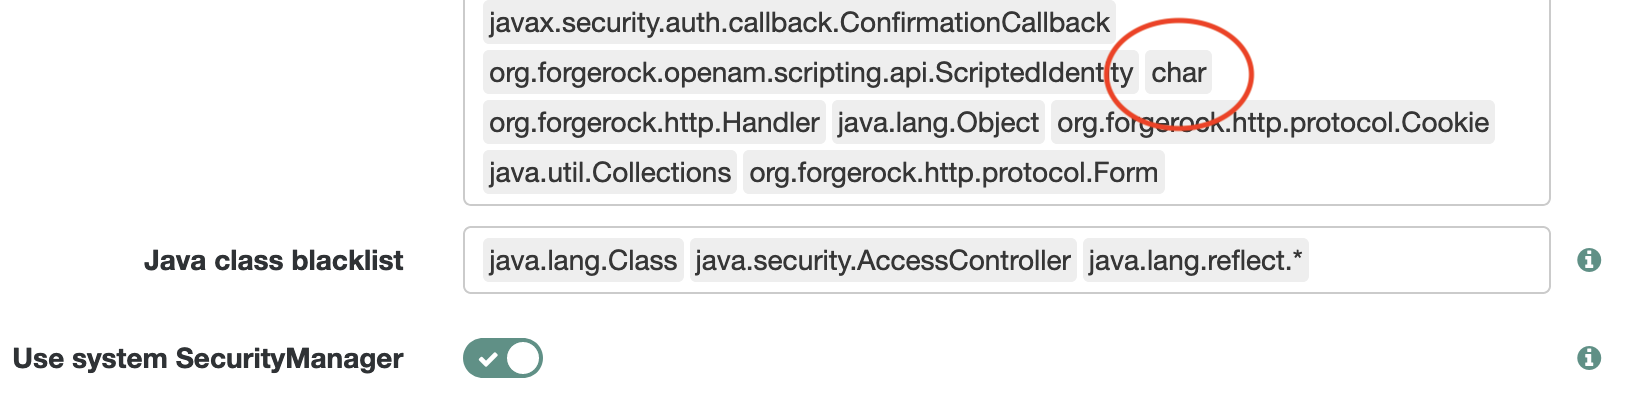 javax.security.auth.callback.ConfirmationCallback
org.forgerock.openam.scripting.api.ScriptedIdentity char
org.forgerock.http.Handler java.lang.Object org.forgerock.http.protocol.Cookie
java.util.Collections org.forgerock.http.protocol.Form
Java class blacklist java.lang.Class java.security.AccessController java.lang.reflect.*
Use system SecurityManager